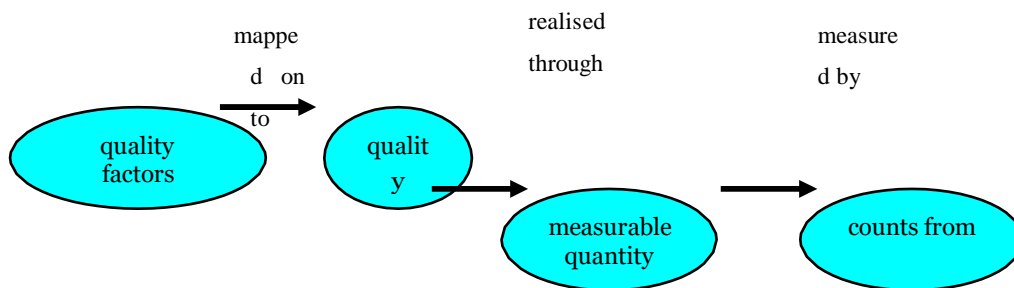 mappe
d on
to
realised
through
measure
d by
quality
factors
qualit
y
measurable
quantity
counts from